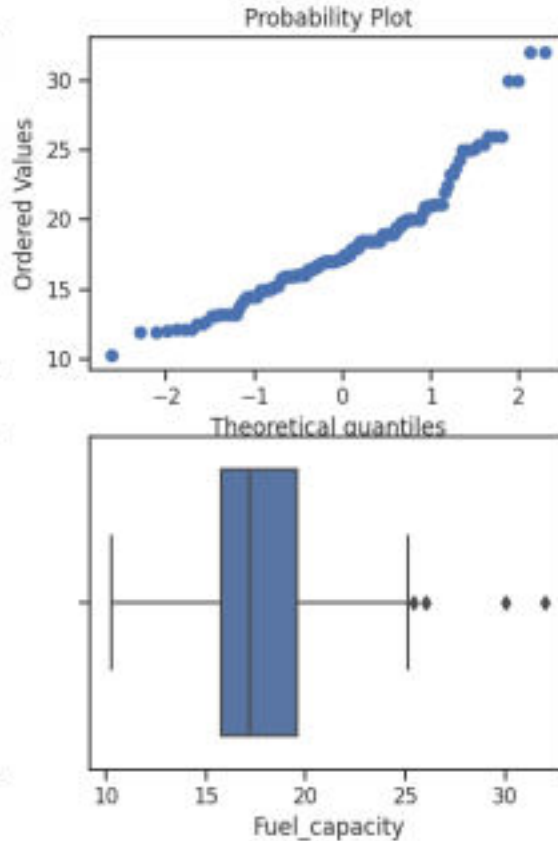 Probability Plot
30
25
20
15
10
Ordered Values
−2 −1 0 1 2
Theoretical quantiles
10 15 20 25 30
Fuel_capacity